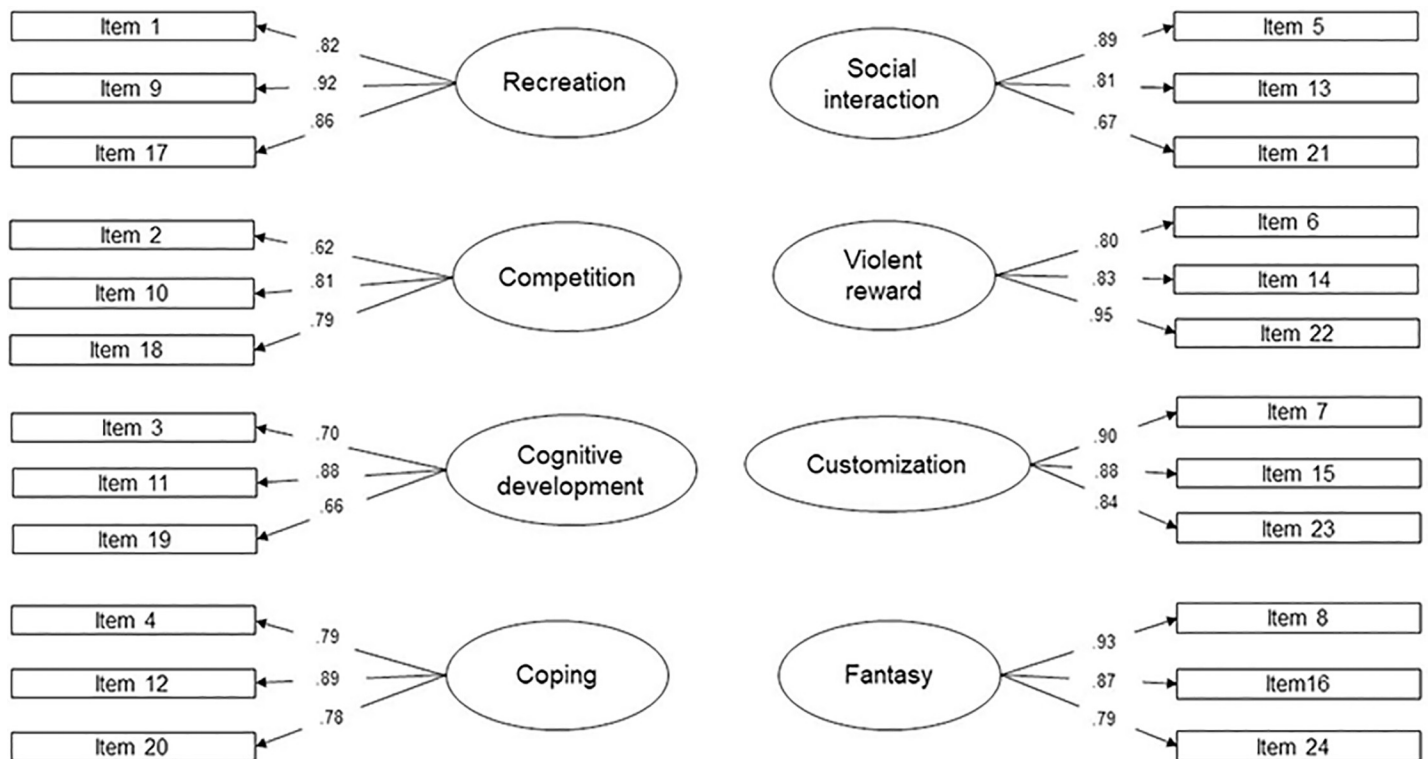 Item 1
.82
Item 9
.92
Recreation
.86
Item 17
Item 5
.89
Social
interaction
.81
Item 13
.67
Item 21
Item 2
.62
Item 10
.81
Competition
.79
Item 18
Item 6
.80
Violent
reward
.83
Item 14
.95
Item 22
Item 3
.70
Item 11
.88
Cognitive
development
.66
Item 19
Item 7
.90
Customization
.88
Item 15
.84
Item 23
Item 4
.79
Item 12
.89
Coping
.78
Item 20
Item 8
.93
Fantasy
.87
Item16
.79
Item 24